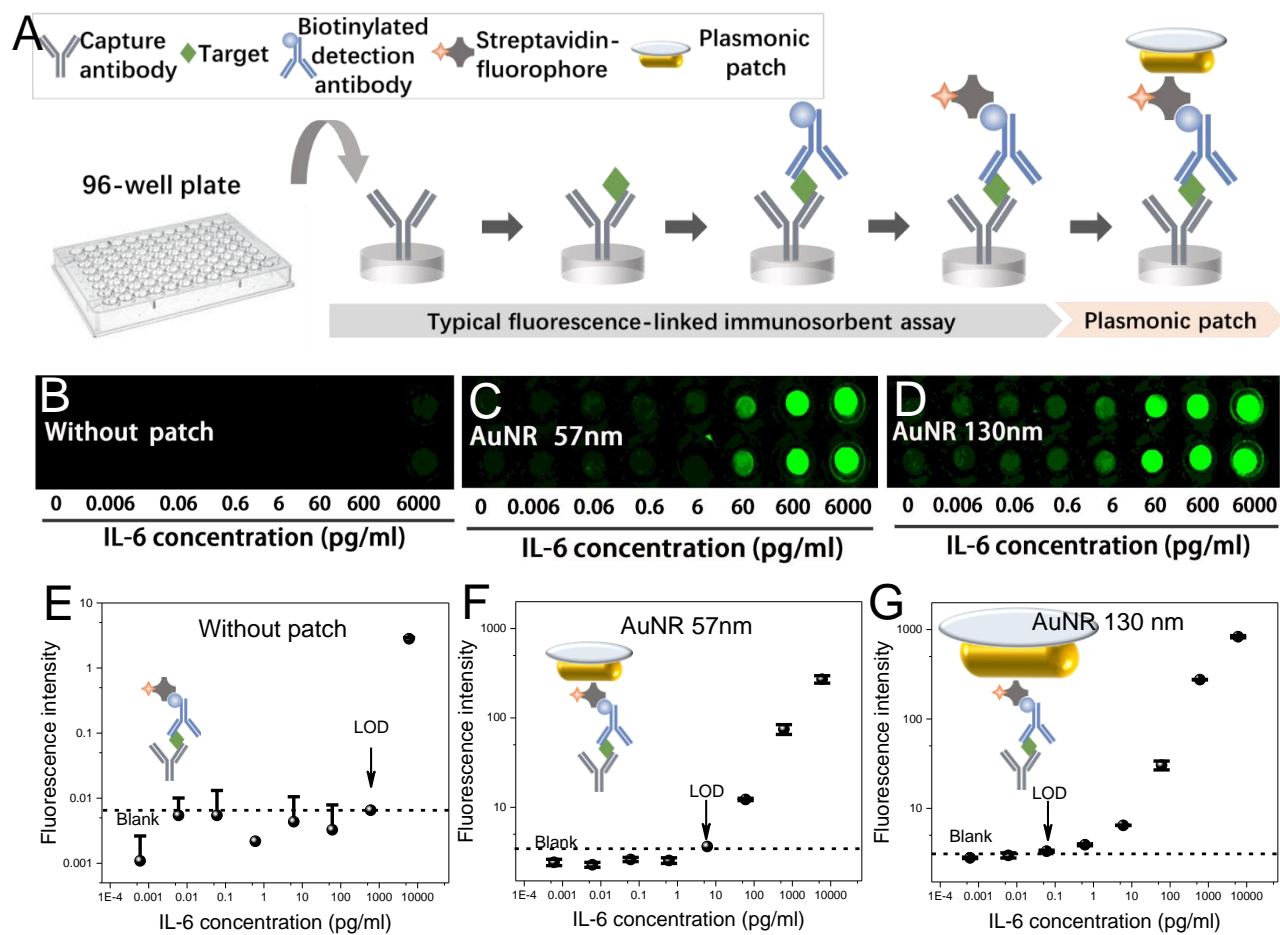 A
Capture antibody
Target
Biotinylated detection antibody
Streptavidin-fluorophore
Plasmonic patch
96-well plate
Typical fluorescence-linked immunosorbent assay
Plasmonic patch
B
Without patch
0 0.006 0.06 0.6 6 60 600 6000
IL-6 concentration (pg/ml)
C
AuNR 57nm
0 0.006 0.06 0.6 6 60 600 6000
IL-6 concentration (pg/ml)
D
AuNR 130nm
0 0.006 0.06 0.6 6 60 600 6000
IL-6 concentration (pg/ml)
E
Without patch
Fluorescence intensity
10
1
0.1
0.01
0.001
LOD
Blank
1E-4 0.001 0.01 0.1 1 10 100 1000 10000
IL-6 concentration (pg/ml)
F
AuNR 57nm
Fluorescence intensity
1000
100
10
LOD
Blank
1E-4 0.001 0.01 0.1 1 10 100 1000 10000
IL-6 concentration (pg/ml)
G
AuNR 130 nm
Fluorescence intensity
1000
100
10
LOD
Blank
1E-4 0.001 0.01 0.1 1 10 100 1000 10000
IL-6 concentration (pg/ml)